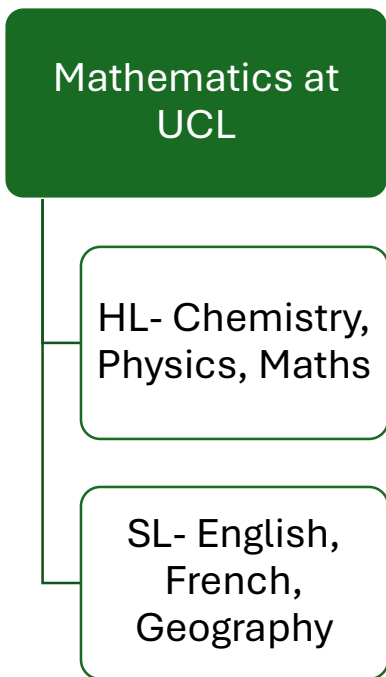 Mathematics at
UCL
HL- Chemistry,
Physics, Maths
SL- English,
French,
Geography